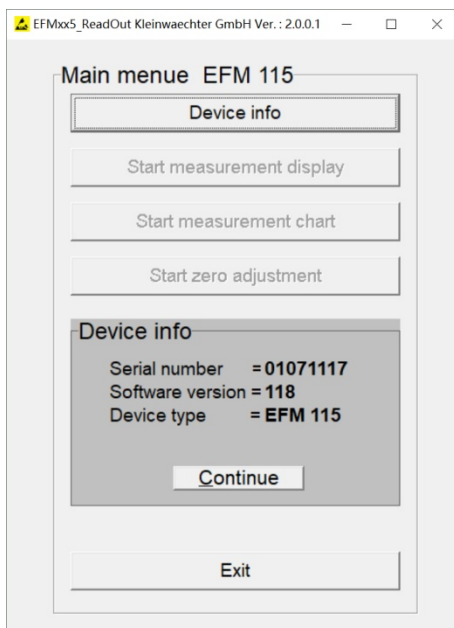 EFMxx5_ReadOut Kleinwaechter GmbH Ver. : 2.0.0.1
Main menue EFM 115
Device info
Start measurement display
Start measurement chart
Start zero adjustment
Device info
Serial number = 01071117
Software version = 118
Device type = EFM 115
Continue
Exit